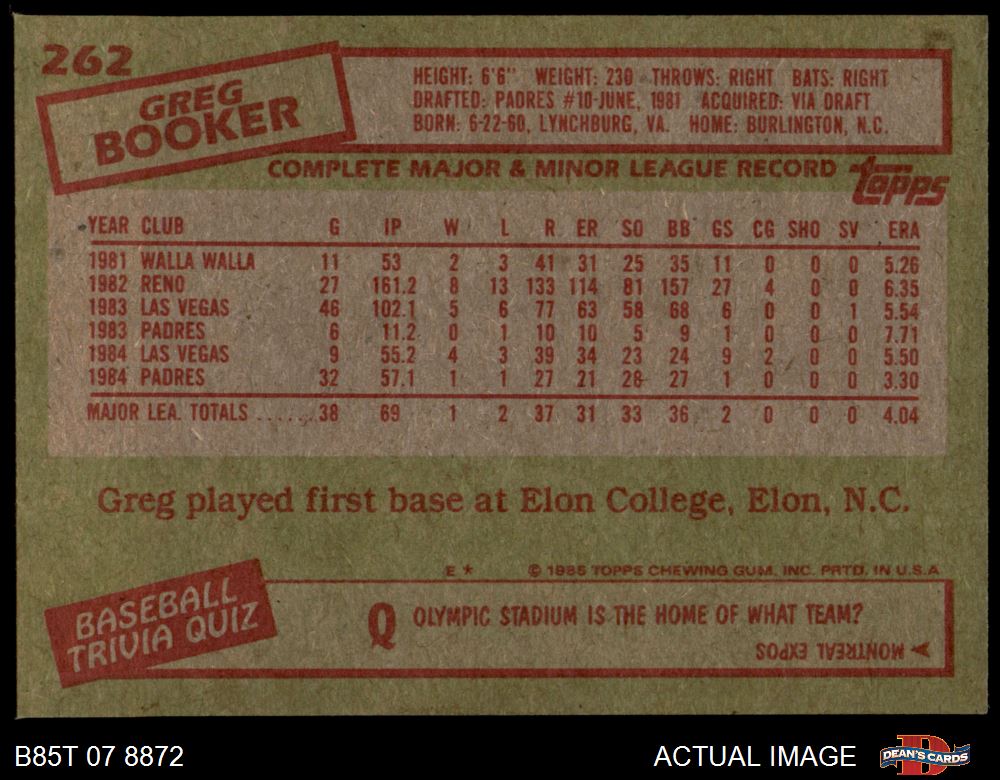 262
GREG
BOOKER
HEIGHT: 6'6" WEIGHT: 230 THROWS: RIGHT BATS: RIGHT
DRAFTED: PADRES #10-JUNE, 1981 ACQUIRED: VIA DRAFT
BORN: 6-22-60, LYNCHBURG, VA. HOME: BURLINGTON, N.C.
COMPLETE MAJOR & MINOR LEAGUE RECORD topps
YEAR CLUB G IP W L R ER SO BB GS CG SHO SV ERA
1981 WALLA WALLA 11 53 2 3 41 31 25 35 11 0 0 0 5.26
1982 RENO 27 161.2 8 13 133 114 81 157 27 4 0 0 6.35
1983 LAS VEGAS 46 102.1 5 6 77 63 58 68 6 0 0 1 5.54
1983 PADRES 6 11.2 0 1 10 10 5 9 1 0 0 0 7.71
1984 LAS VEGAS 9 55.2 4 3 39 34 23 24 9 2 0 0 5.50
1984 PADRES 32 57.1 1 1 27 21 28 27 1 0 0 0 3.30
MAJOR LEA. TOTALS ...... 38 69 1 2 37 31 33 36 2 0 0 0 4.04
Greg played first base at Elon College, Elon, N.C.
E * © 1985 TOPPS CHEWING GUM, INC. PRTD. IN U.S.A
BASEBALL
TRIVIA QUIZ
Q OLYMPIC STADIUM IS THE HOME OF WHAT TEAM?
A MONTREAL EXPOS
B85T 07 8872 ACTUAL IMAGE DEAN'S CARDS